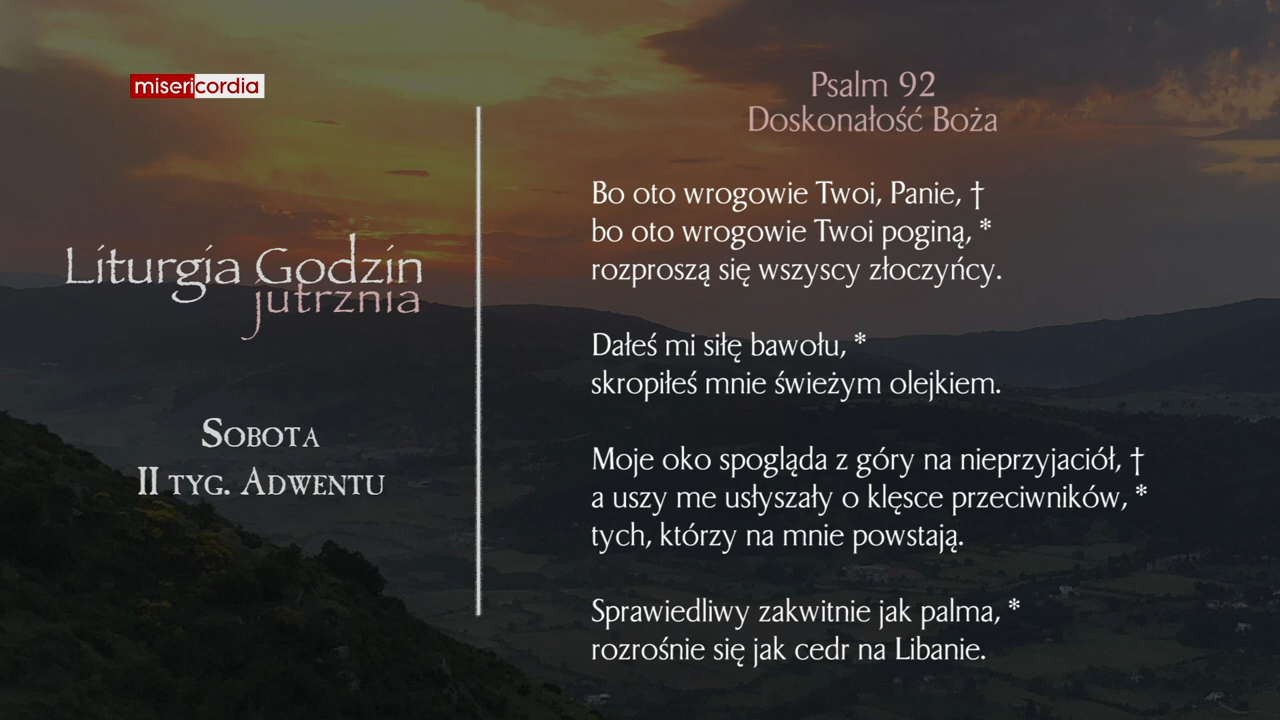 misericordia
Liturgia Godzin
jutrznia
Sobota
II tyg. Adwentu
Psalm 92
Doskonałość Boża
Bo oto wrogowie Twoi, Panie, †
bo oto wrogowie Twoi poginą, *
rozproszą się wszyscy złoczyńcy.
Dałeś mi siłę bawołu, *
skropiłeś mnie świeżym olejkiem.
Moje oko spogląda z góry na nieprzyjaciół, †
a uszy me usłyszały o klęsce przeciwników, *
tych, którzy na mnie powstają.
Sprawiedliwy zakwitnie jak palma, *
rozrośnie się jak cedr na Libanie.